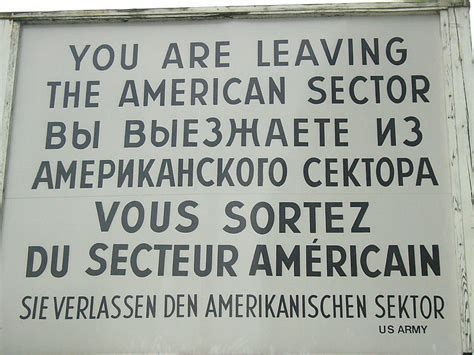 YOU ARE LEAVING
THE AMERICAN SECTOR
ВЫ ВЫЕЗЖАЕТЕ ИЗ
АМЕРИКАНСКОГО СЕКТОРА
VOUS SORTEZ
DU SECTEUR AMÉRICAIN
SIE VERLASSEN DEN AMERIKANISCHEN SEKTOR
US ARMY